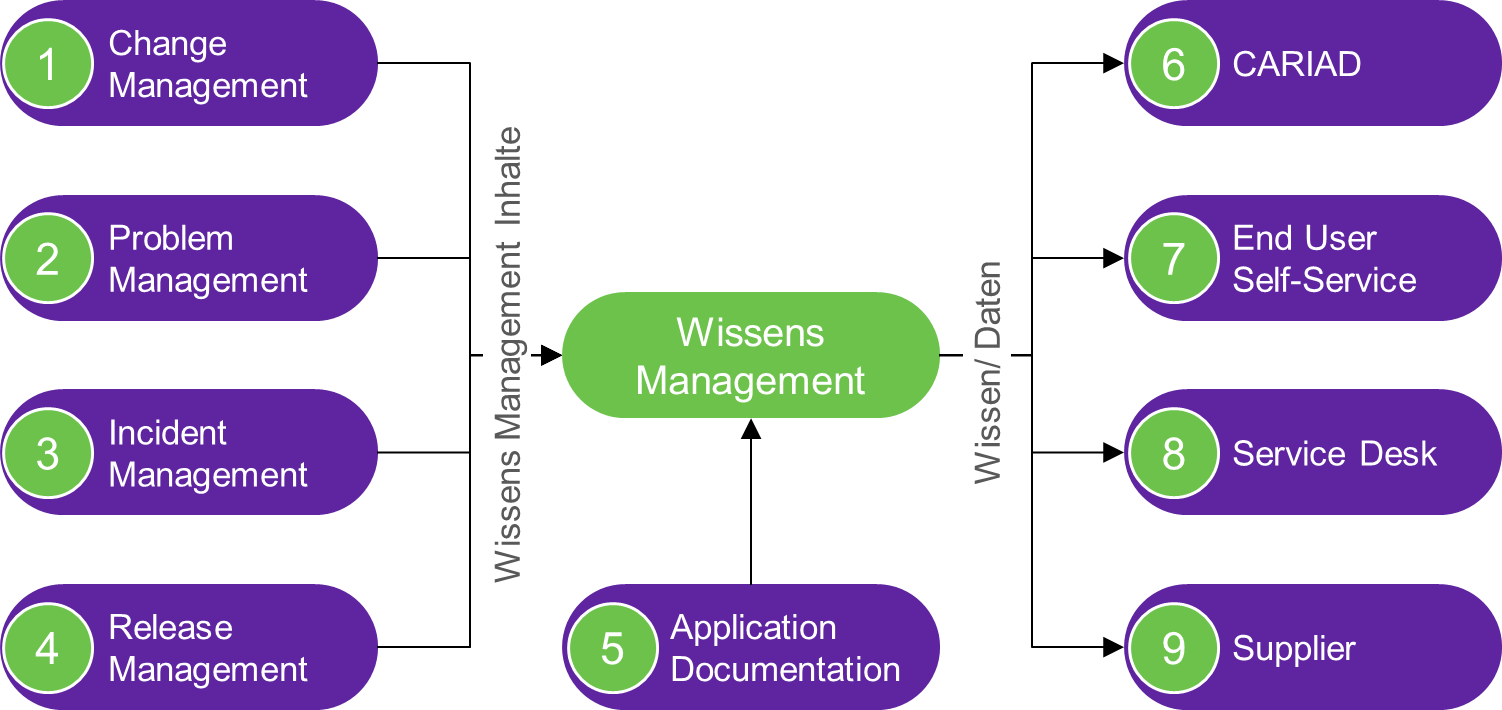 1
Change
Management
2
Problem
Management
3
Incident
Management
4
Release
Management
Wissens Management Inhalte
Wissens
Management
5
Application
Documentation
Wissen/ Daten
6
CARIAD
7
End User
Self-Service
8
Service Desk
9
Supplier